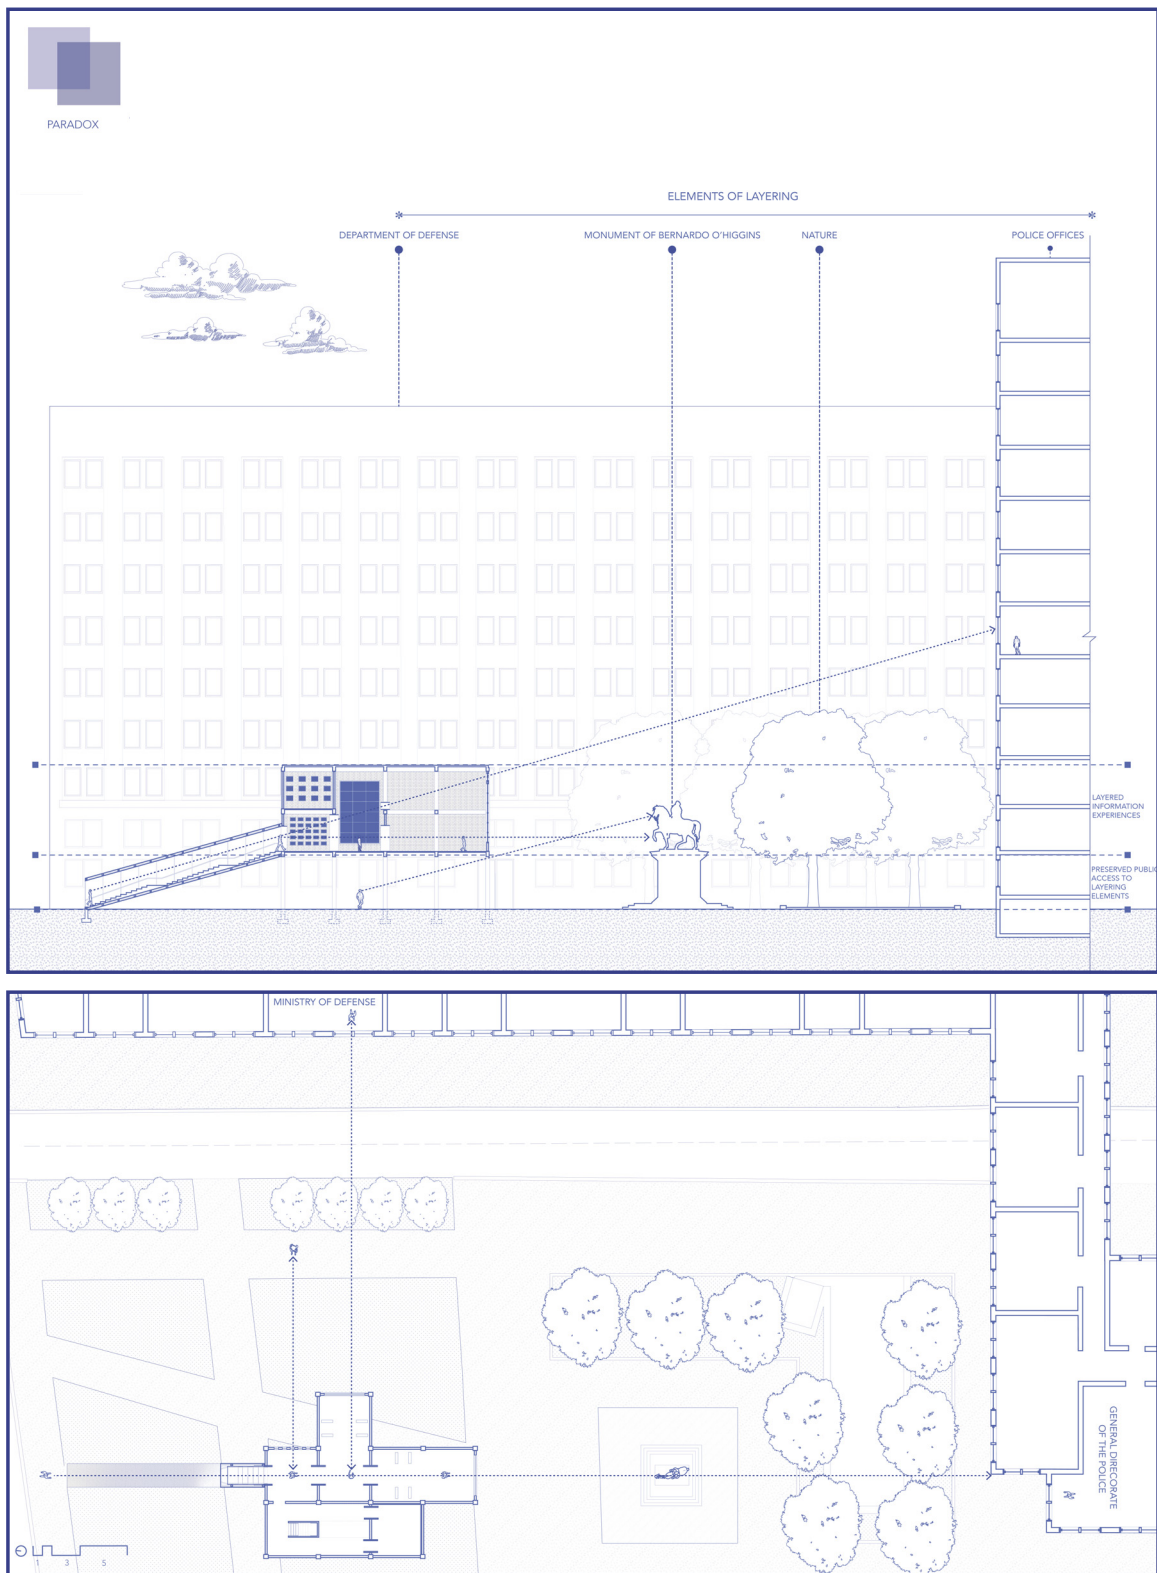 PARADOX
ELEMENTS OF LAYERING
DEPARTMENT OF DEFENSE
MONUMENT OF BERNARDO O'HIGGINS
NATURE
POLICE OFFICES
LAYERED
INFORMATION
EXPERIENCES
PRESERVED PUBLIC
ACCESS TO
LAYERING
ELEMENTS
MINISTRY OF DEFENSE
GENERAL DIRECORATE
OF THE POLICE
1 3 5